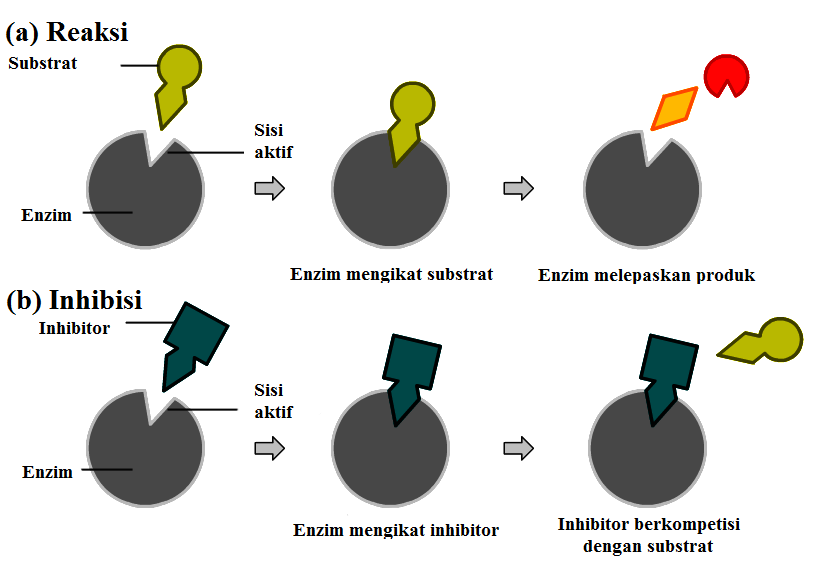 (a) Reaksi
Substrat
Sisi
aktif
Enzim
Enzim mengikat substrat
Enzim melepaskan produk
(b) Inhibisi
Inhibitor
Sisi
aktif
Enzim
Enzim mengikat inhibitor
Inhibitor berkompetisi
dengan substrat